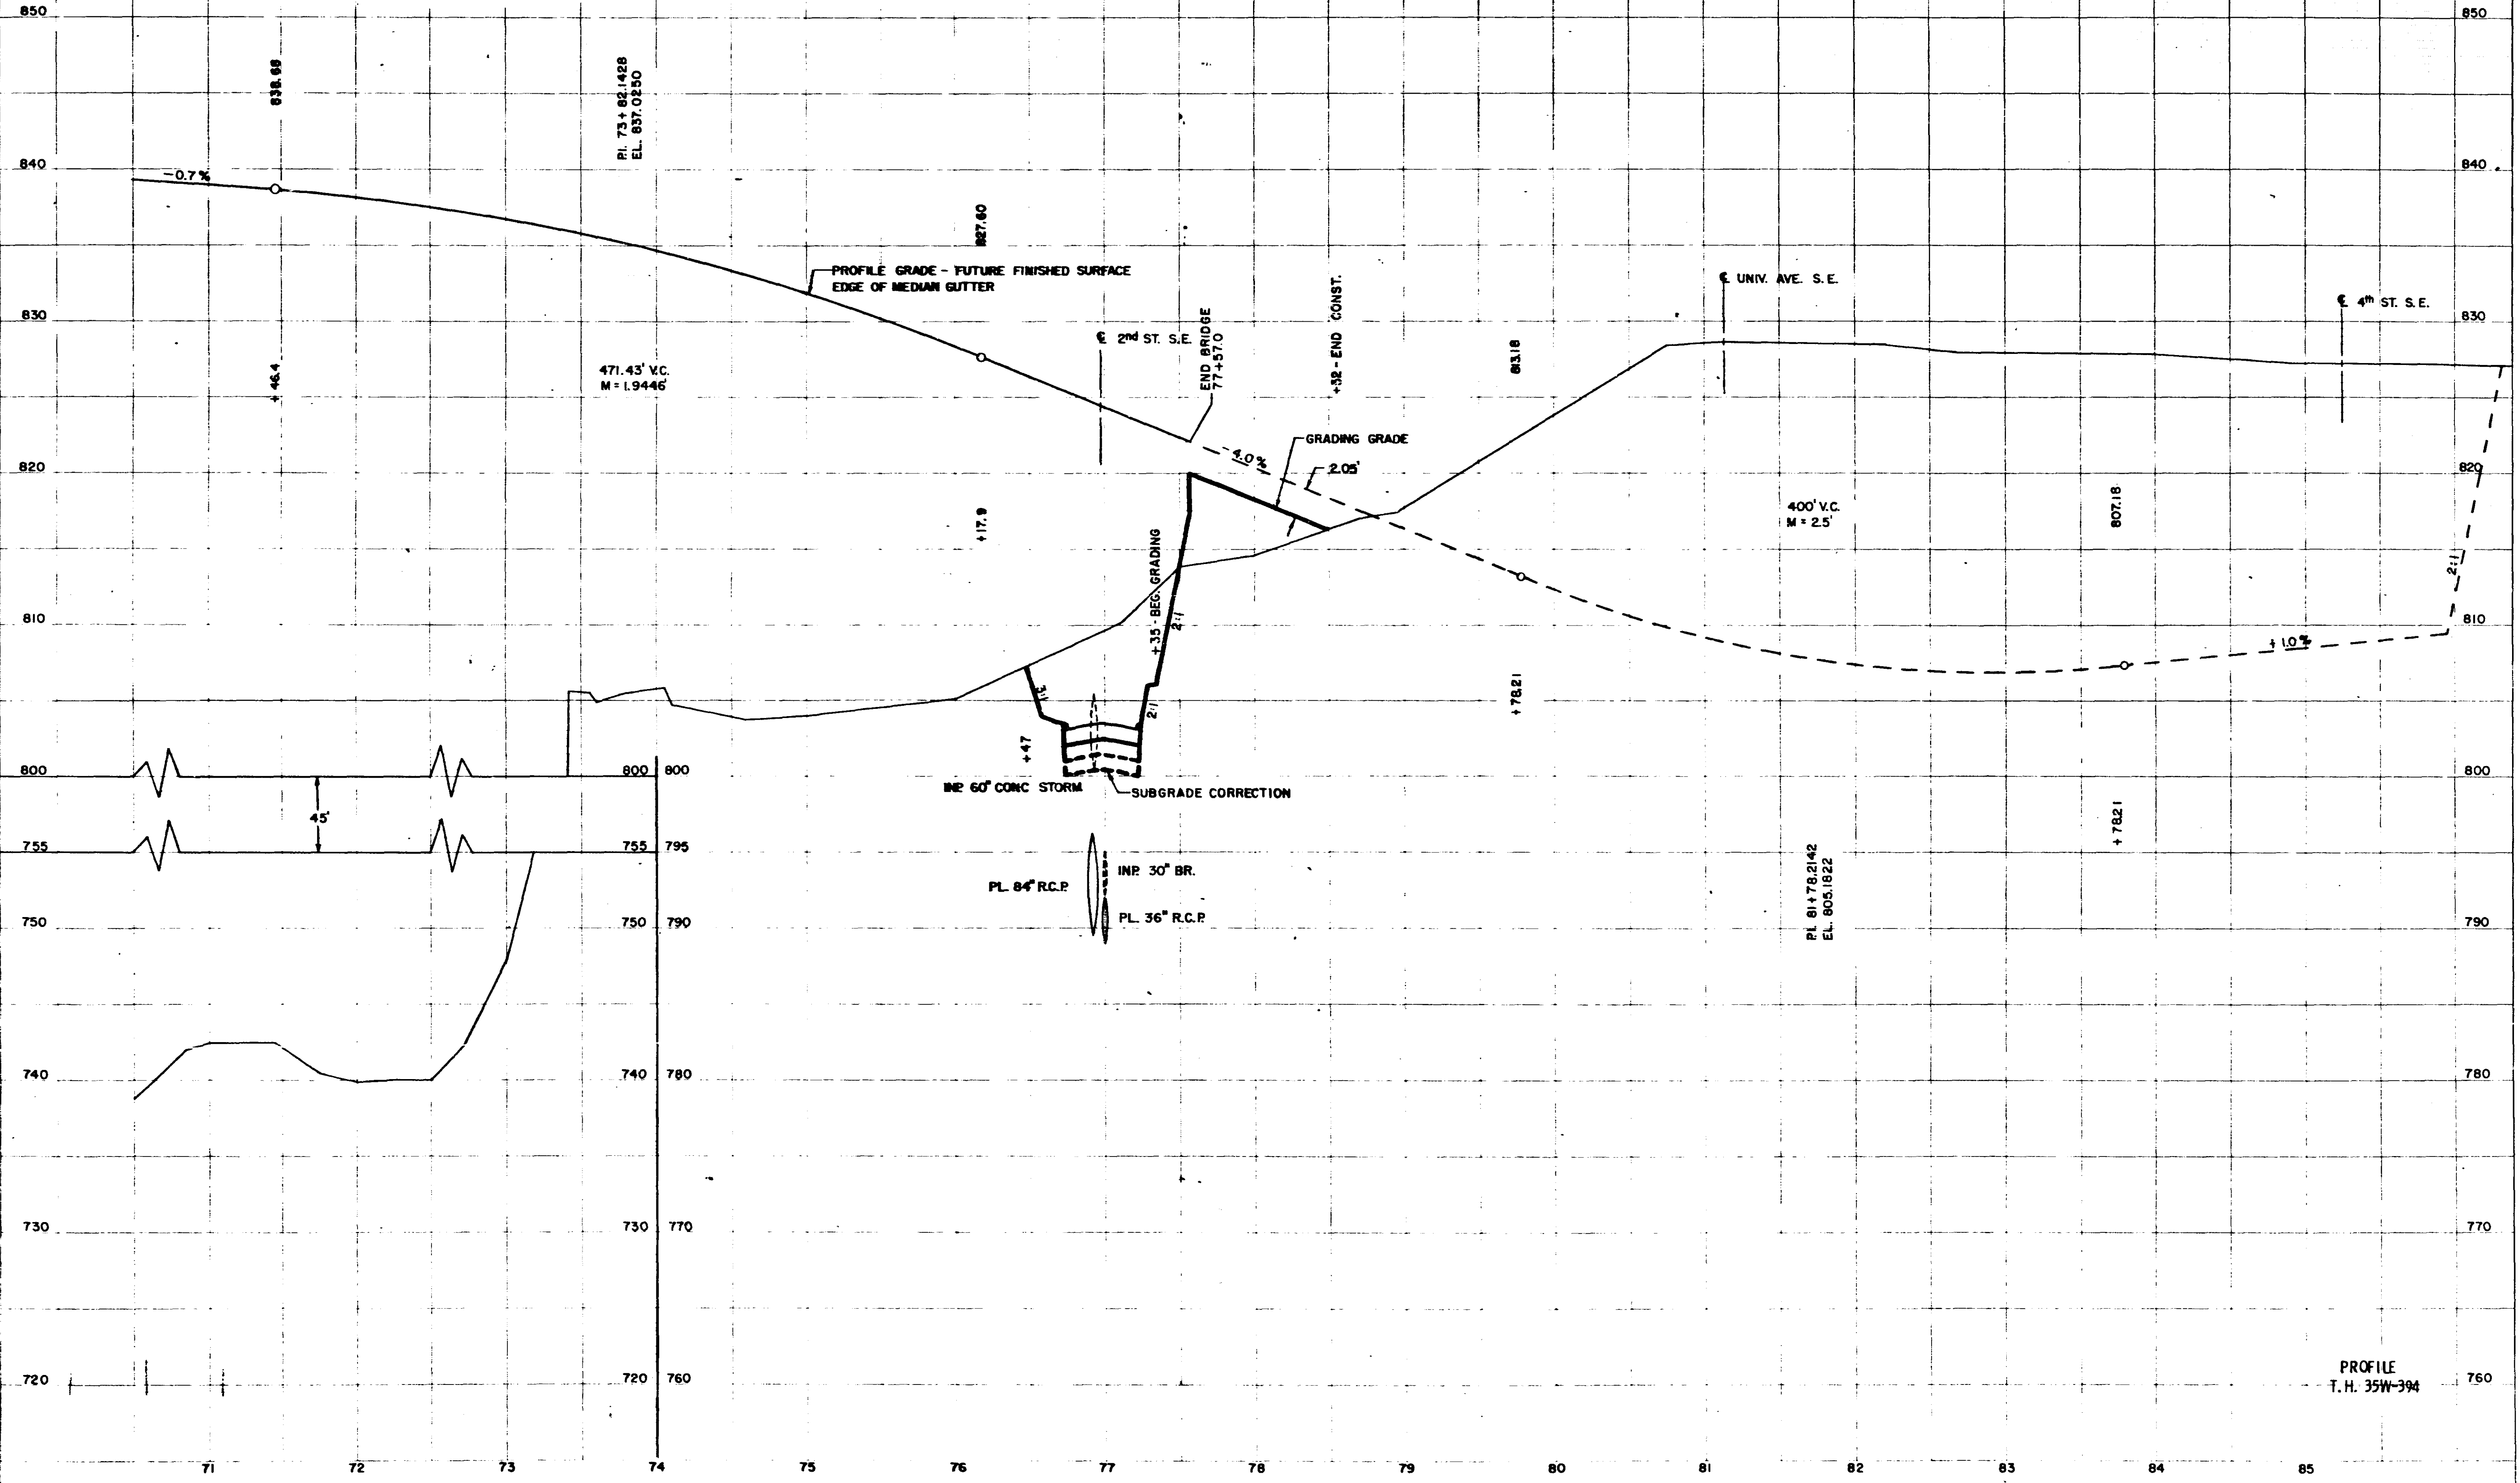 850
850
838.68
P.I. 73+82.1428
EL. 837.0250
840
-0.7%
840
827.60
PROFILE GRADE - FUTURE FINISHED SURFACE
EDGE OF MEDIAN GUTTER
+32-END CONST.
℄ UNIV. AVE. S.E.
℄ 4th ST. S.E.
830
830
℄ 2nd ST. S.E.
END BRIDGE
77+57.0
813.18
+46.4
471.43' V.C.
M = 1.9446'
GRADING GRADE
-4.0%
2.05'
820
820
+17.9
400' V.C.
M = 2.5'
807.18
+35-BEG. GRADING
2:1
2:1
810
810
+1.0%
3:1
2:1
+78.21
+47
800
800
800
800
INP. 60" CONC STORM
SUBGRADE CORRECTION
45'
+78.21
755
755
795
PL. 84" R.C.P.
INP. 30" BR.
PL. 36" R.C.P.
P.I. 81+78.2142
EL. 805.1822
750
750
790
790
740
740
780
780
730
730
770
770
720
720
760
760
PROFILE
T.H. 35W-394
71
72
73
74
75
76
77
78
79
80
81
82
83
84
85